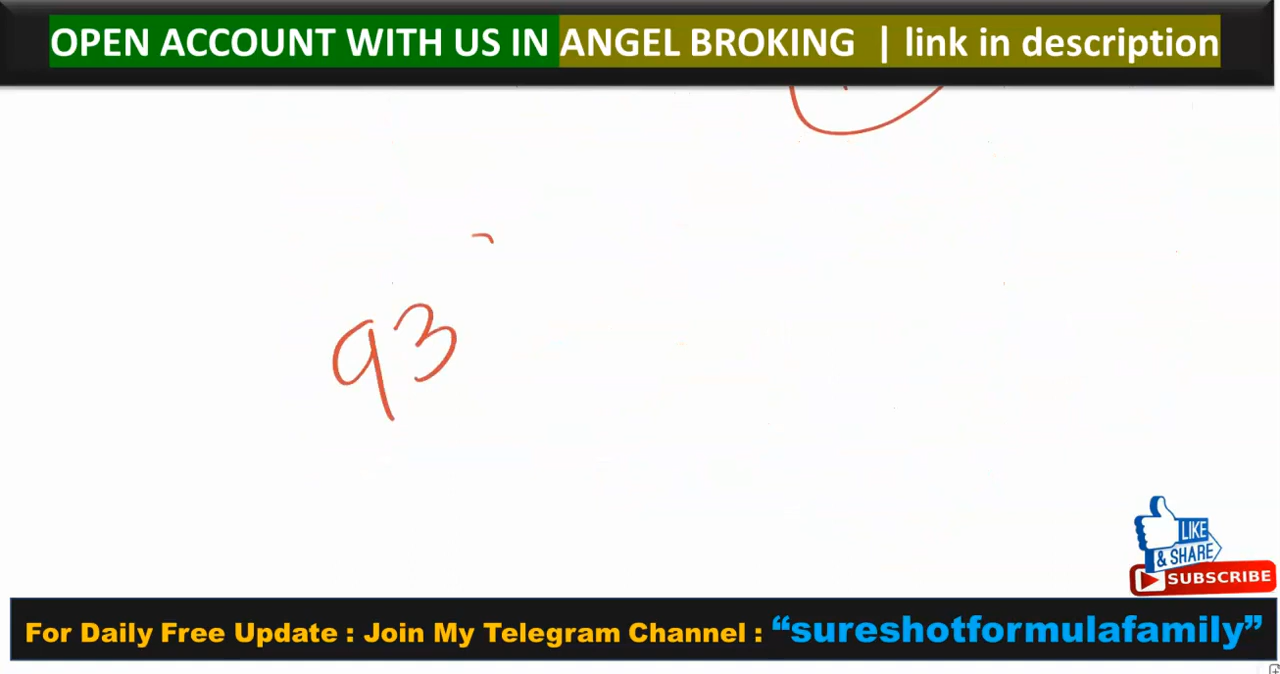 OPEN ACCOUNT WITH US IN ANGEL BROKING | link in description
93
LIKE
& SHARE
SUBSCRIBE
For Daily Free Update : Join My Telegram Channel : “sureshotformulafamily”